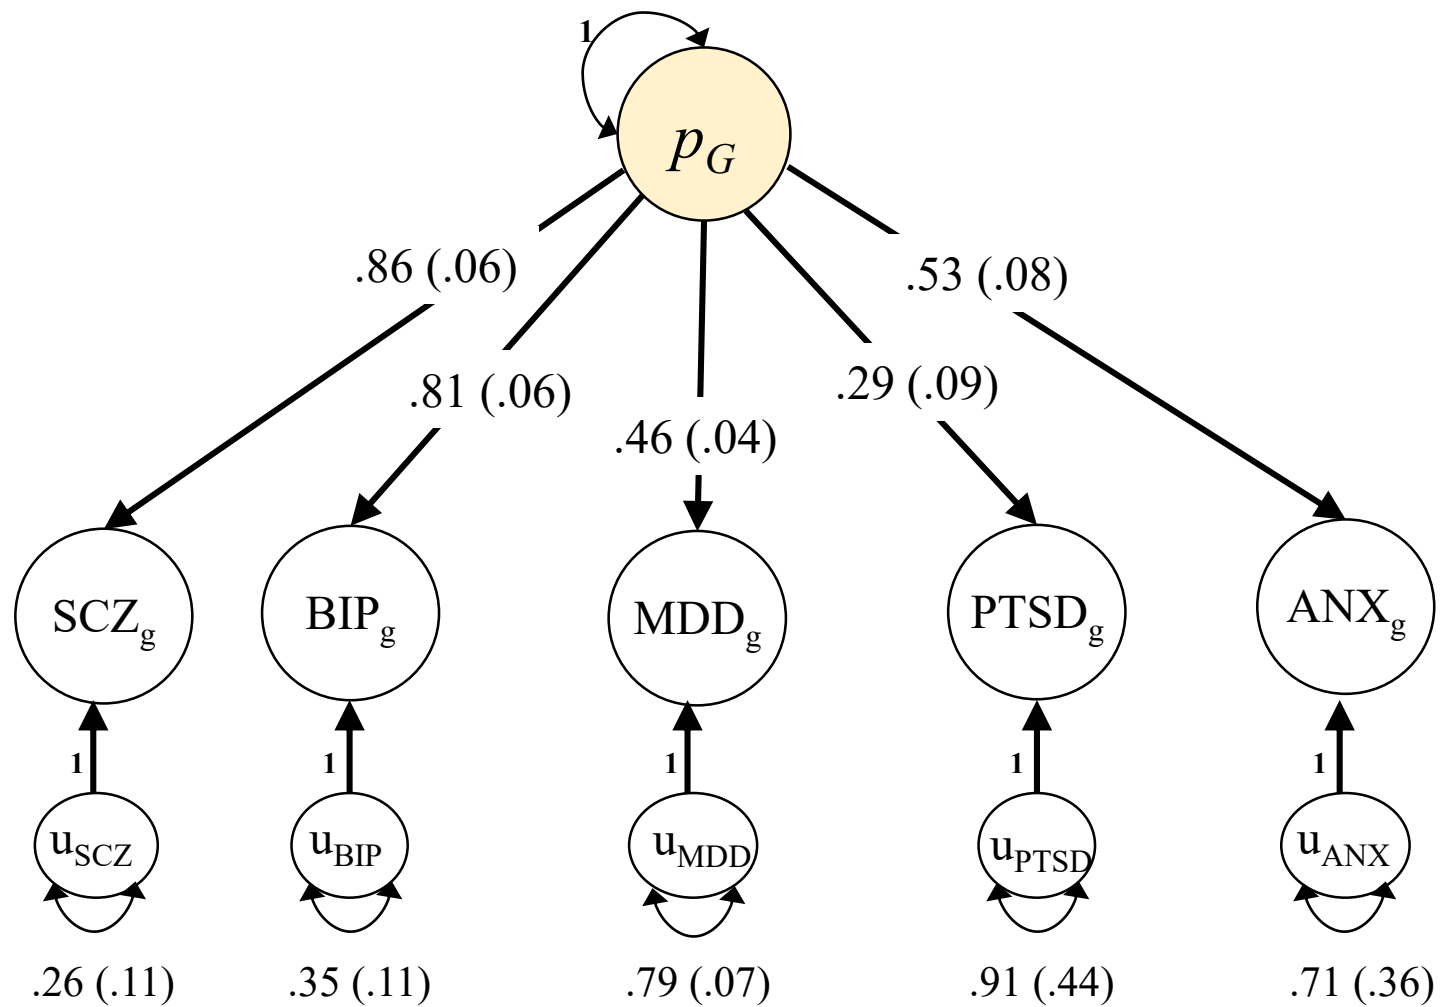 1
p_G
.86 (.06)
.53 (.08)
.81 (.06)
.29 (.09)
.46 (.04)
SCZ_g
BIP_g
MDD_g
PTSD_g
ANX_g
1
1
1
1
1
u_SCZ
u_BIP
u_MDD
u_PTSD
u_ANX
.26 (.11)
.35 (.11)
.79 (.07)
.91 (.44)
.71 (.36)